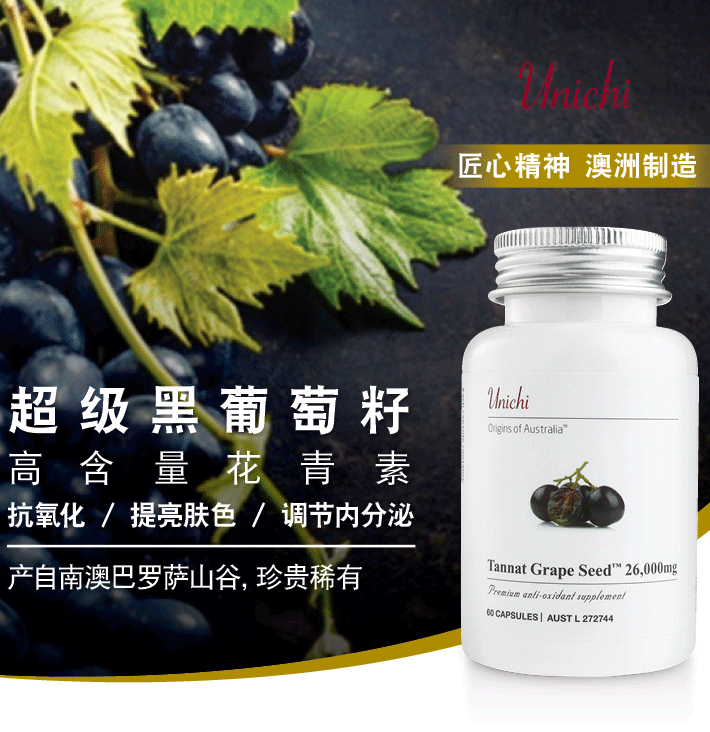 Unichi
匠心精神 澳洲制造
超级黑葡萄籽
高含量花青素
抗氧化 / 提亮肤色 / 调节内分泌
产自南澳巴罗萨山谷, 珍贵稀有
Unichi
Origins of Australia™
Tannat Grape Seed™ 26,000mg
Premium anti-oxidant supplement
60 CAPSULES | AUST L 272744